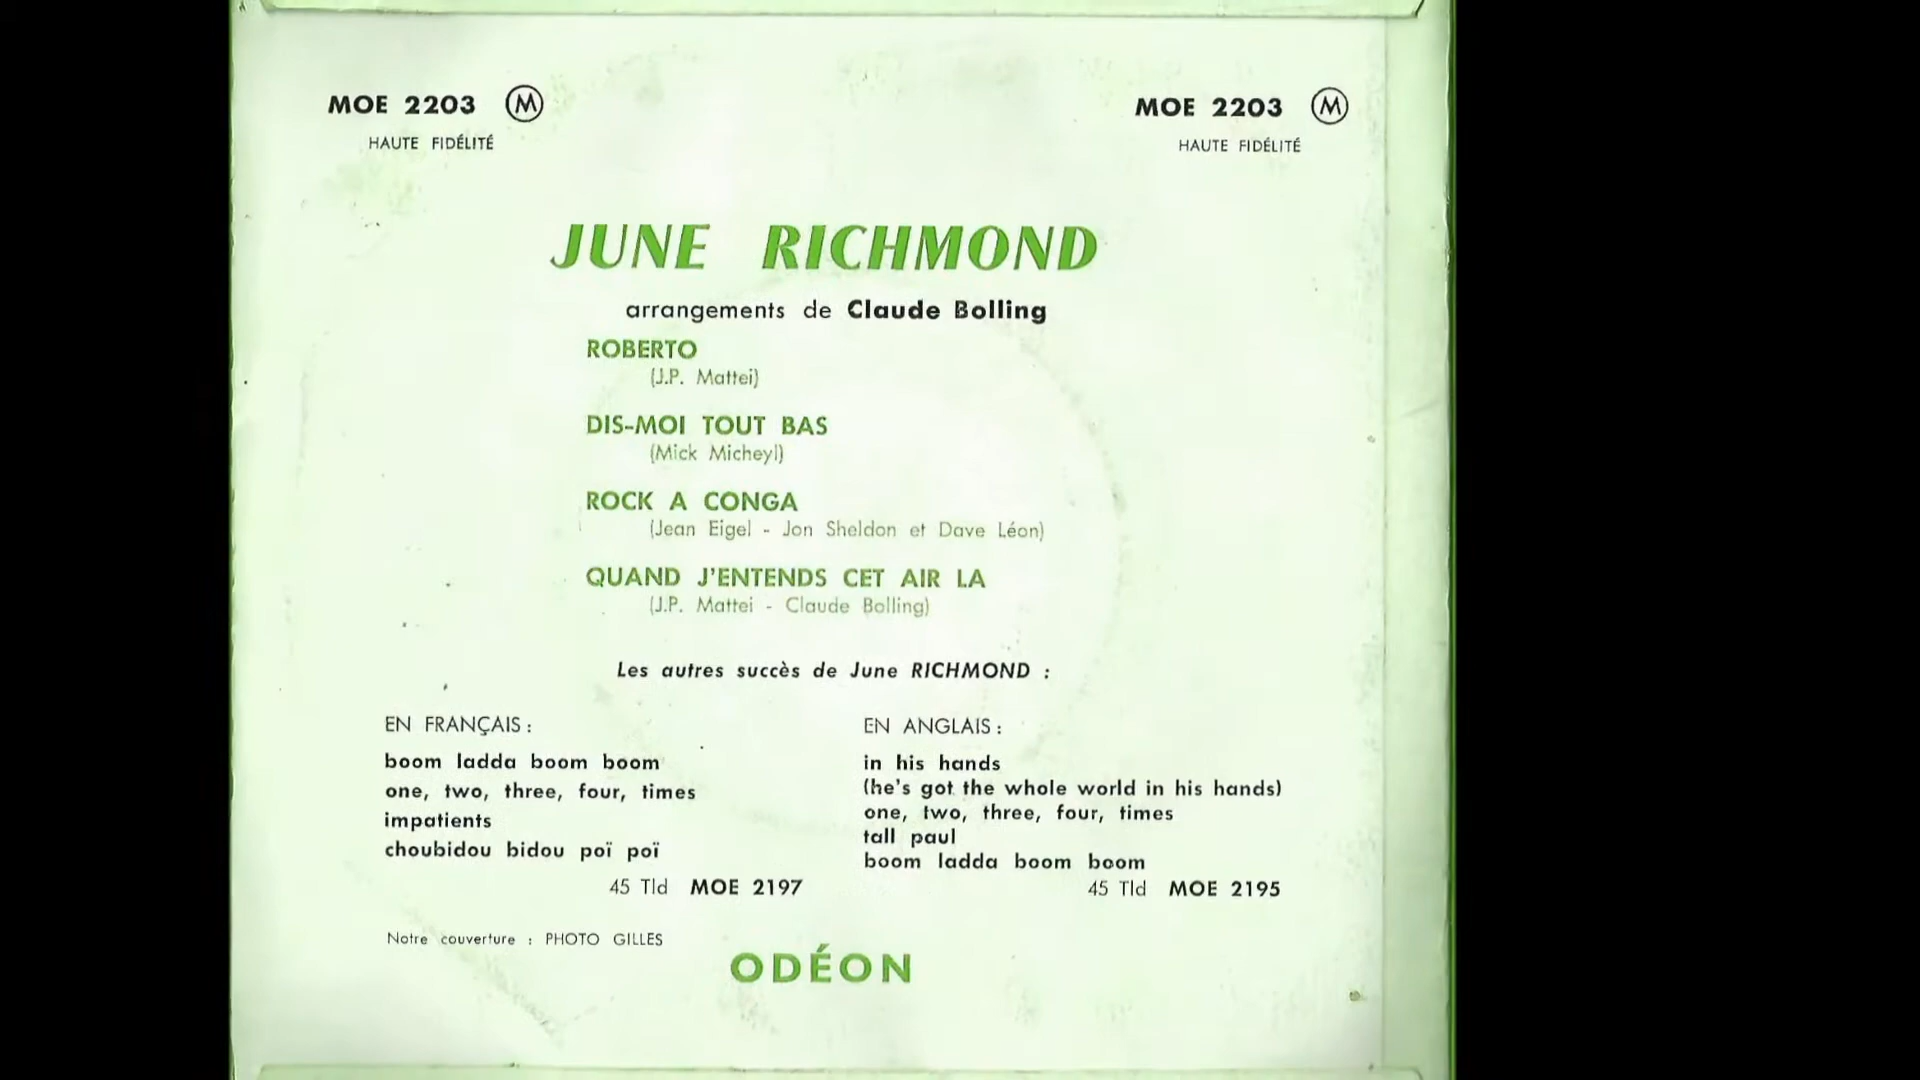 MOE 2203 M
HAUTE FIDÉLITÉ
MOE 2203 M
HAUTE FIDÉLITÉ
JUNE RICHMOND
arrangements de Claude Bolling
ROBERTO
(J.P. Mattei)
DIS-MOI TOUT BAS
(Mick Micheyl)
ROCK A CONGA
(Jean Eigel - Jon Sheldon et Dave Léon)
QUAND J'ENTENDS CET AIR LA
(J.P. Mattei - Claude Bolling)
Les autres succès de June RICHMOND :
EN FRANÇAIS :
boom ladda boom boom
one, two, three, four, times
impatients
choubidou bidou poï poï
45 Tld MOE 2197
EN ANGLAIS :
in his hands
(he's got the whole world in his hands)
one, two, three, four, times
tall paul
boom ladda boom boom
45 Tld MOE 2195
Notre couverture : PHOTO GILLES
ODÉON